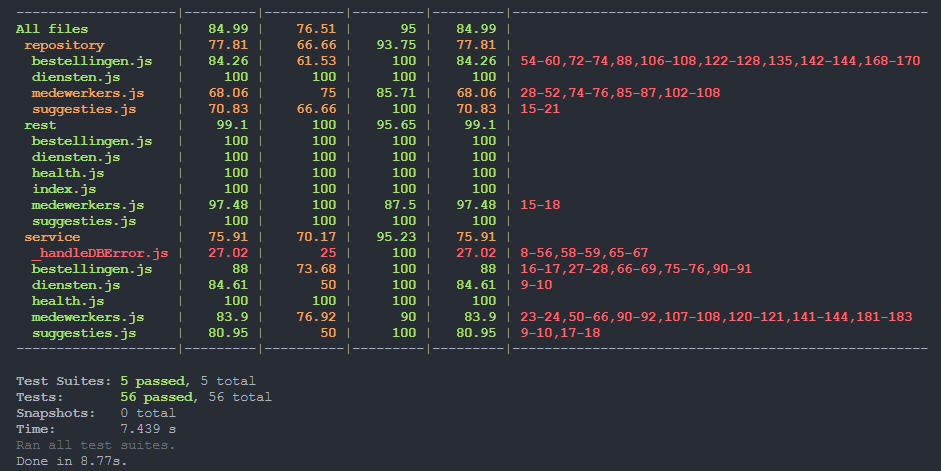 --------------------|---------|----------|---------|---------|----------------------------------------------------
All files           |   84.99 |    76.51 |      95 |   84.99 |
 repository         |   77.81 |    66.66 |   93.75 |   77.81 |
  bestellingen.js   |   84.26 |    61.53 |     100 |   84.26 | 54-60,72-74,88,106-108,122-128,135,142-144,168-170
  diensten.js       |     100 |      100 |     100 |     100 |
  medewerkers.js    |   68.06 |       75 |   85.71 |   68.06 | 28-52,74-76,85-87,102-108
  suggesties.js     |   70.83 |    66.66 |     100 |   70.83 | 15-21
 rest               |    99.1 |      100 |   95.65 |    99.1 |
  bestellingen.js   |     100 |      100 |     100 |     100 |
  diensten.js       |     100 |      100 |     100 |     100 |
  health.js         |     100 |      100 |     100 |     100 |
  index.js          |     100 |      100 |     100 |     100 |
  medewerkers.js    |   97.48 |      100 |    87.5 |   97.48 | 15-18
  suggesties.js     |     100 |      100 |     100 |     100 |
 service            |   75.91 |    70.17 |   95.23 |   75.91 |
  _handleDBError.js |   27.02 |       25 |     100 |   27.02 | 8-56,58-59,65-67
  bestellingen.js   |      88 |    73.68 |     100 |      88 | 16-17,27-28,66-69,75-76,90-91
  diensten.js       |   84.61 |       50 |     100 |   84.61 | 9-10
  health.js         |     100 |      100 |     100 |     100 |
  medewerkers.js    |    83.9 |    76.92 |      90 |    83.9 | 23-24,50-66,90-92,107-108,120-121,141-144,181-183
  suggesties.js     |   80.95 |       50 |     100 |   80.95 | 9-10,17-18
--------------------|---------|----------|---------|---------|----------------------------------------------------
Test Suites: 5 passed, 5 total
Tests:       56 passed, 56 total
Snapshots:   0 total
Time:        7.439 s
Ran all test suites.
Done in 8.77s.